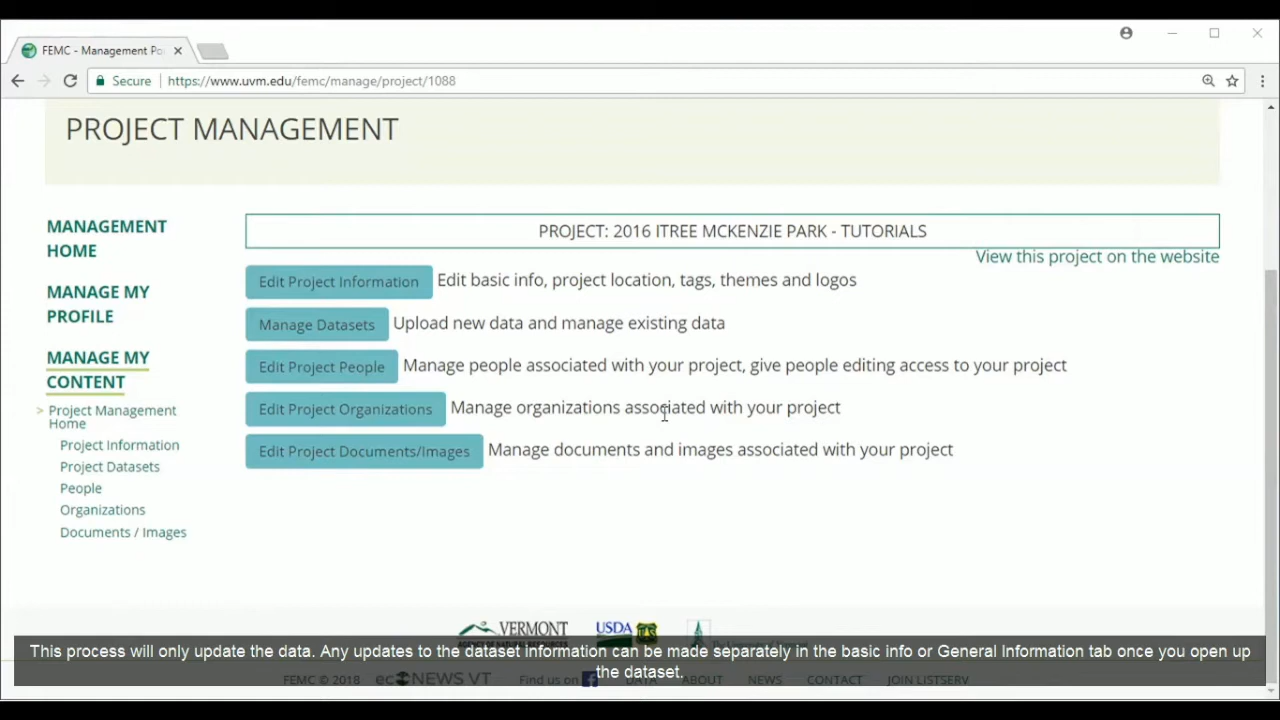 FEMC - Management Po
Secure
https://www.uvm.edu/femc/manage/project/1088
PROJECT MANAGEMENT
MANAGEMENT
HOME
MANAGE MY
PROFILE
MANAGE MY
CONTENT
> Project Management
Home
Project Information
Project Datasets
People
Organizations
Documents / Images
PROJECT: 2016 ITREE MCKENZIE PARK - TUTORIALS
View this project on the website
Edit Project Information Edit basic info, project location, tags, themes and logos
Manage Datasets Upload new data and manage existing data
Edit Project People Manage people associated with your project, give people editing access to your project
Edit Project Organizations Manage organizations associated with your project
Edit Project Documents/Images Manage documents and images associated with your project
VERMONT
USDA
This process will only update the data. Any updates to the dataset information can be made separately in the basic info or General Information tab once you open up
the dataset.
FEMC © 2018 ecoNEWS VT Find us on DATA ABOUT NEWS CONTACT JOIN LISTSERV